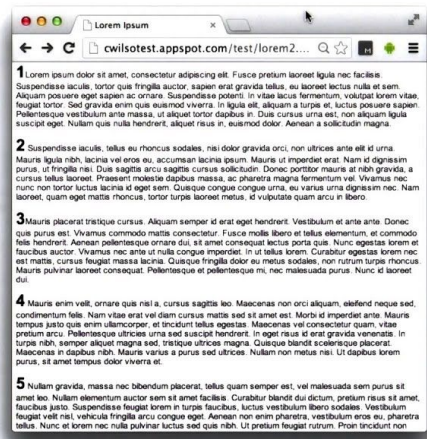 Lorem Ipsum
cwilsotest.appspot.com/test/lorem2....
1 Lorem ipsum dolor sit amet, consectetur adipiscing elit. Fusce pretium laoreet ligula nec facilisis.
Suspendisse iaculis, tortor quis fringilla auctor, sapien erat gravida tellus, eu laoreet lectus nulla et sem.
Aliquam posuere eget sapien ac ornare. Suspendisse potenti. In vitae lacus fermentum, volutpat lorem vitae,
feugiat tortor. Sed gravida enim quis euismod viverra. In ligula elit, aliquam a turpis et, luctus posuere sapien.
Pellentesque vestibulum ante massa, ut aliquet tortor dapibus in. Duis cursus urna est, non aliquam ligula
suscipit eget. Nullam quis nulla hendrerit, aliquet risus in, euismod dolor. Aenean a sollicitudin magna.
2 Suspendisse iaculis, tellus eu rhoncus sodales, nisi dolor gravida orci, non ultrices ante elit id urna.
Mauris ligula nibh, lacinia vel eros eu, accumsan lacinia ipsum. Mauris ut imperdiet erat. Nam id dignissim
purus, ut fringilla nisi. Duis sagittis arcu sagittis cursus sollicitudin. Donec porttitor mauris at nibh gravida, a
cursus tellus laoreet. Praesent molestie dapibus massa, ac pharetra magna fermentum vel. Vivamus nec
nunc non tortor luctus lacinia id eget sem. Quisque congue congue urna, eu varius urna dignissim nec. Nam
laoreet, quam eget mattis rhoncus, tortor turpis laoreet metus, id vulputate quam arcu in libero.
3 Mauris placerat tristique cursus. Aliquam semper id erat eget hendrerit. Vestibulum et ante ante. Donec
quis purus est. Vivamus commodo mattis consectetur. Fusce mollis libero et tellus elementum, et commodo
felis hendrerit. Aenean pellentesque ornare dui, sit amet consequat lectus porta quis. Nunc egestas lorem et
faucibus auctor. Vivamus nec ante ut nulla congue imperdiet. In ut tellus lorem. Curabitur egestas lorem nec
est mattis, cursus feugiat massa lacinia. Quisque fringilla dolor eu metus sodales, non rutrum turpis rhoncus.
Mauris pulvinar laoreet consequat. Pellentesque et pellentesque mi, nec malesuada purus. Nunc id laoreet
dui.
4 Mauris enim velit, ornare quis nisl a, cursus sagittis leo. Maecenas non orci aliquam, eleifend neque sed,
condimentum felis. Nam vitae erat vel diam cursus mattis sed sit amet est. Morbi id imperdiet ante. Mauris
tempus justo quis enim ullamcorper, et tincidunt tellus egestas. Maecenas vel consectetur quam, vitae
pretium arcu. Pellentesque ultricies urna sed suscipit hendrerit. In eget risus id erat gravida venenatis. In
turpis nibh, semper aliquet magna sed, tristique ultrices magna. Quisque blandit scelerisque placerat.
Maecenas in dapibus nibh. Mauris varius a purus sed ultrices. Nullam non metus nisi. Ut dapibus lorem
purus, sit amet tempus dolor viverra et.
5 Nullam gravida, massa nec bibendum placerat, tellus quam semper est, vel malesuada sem purus sit
amet leo. Nullam elementum auctor sem sit amet facilisis. Curabitur blandit dui dictum, pretium risus sit amet,
faucibus justo. Suspendisse feugiat lorem in turpis faucibus, luctus vestibulum libero sodales. Vestibulum
feugiat velit nisl, vehicula fringilla arcu congue eget. Aenean non enim pharetra, vestibulum eros eu, pharetra
tellus. Nunc et lorem nec nulla pulvinar luctus sed quis nibh. Ut pretium feugiat rutrum. Proin tincidunt non